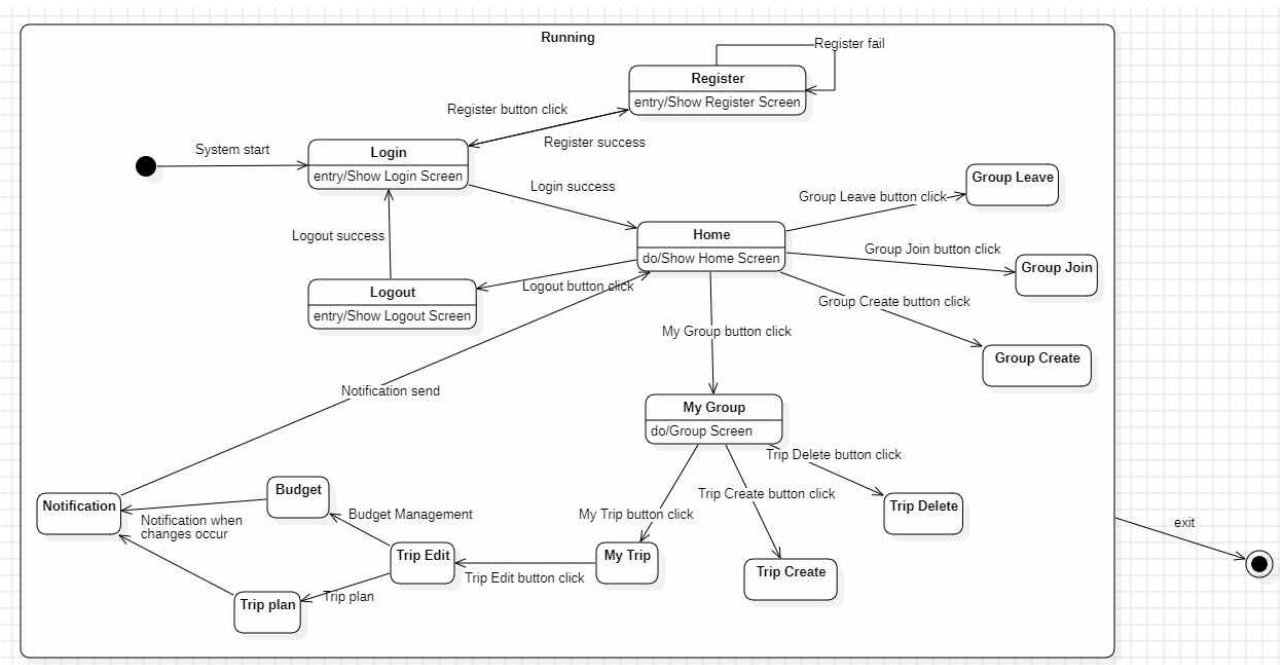 Running
Register fail
Register
entry/Show Register Screen
Register button click
Register success
System start
Login
entry/Show Login Screen
Login success
Group Leave
Group Leave button click
Home
do/Show Home Screen
Logout success
Group Join button click
Group Join
Logout
entry/Show Logout Screen
Logout button click
Group Create button click
My Group button click
Group Create
Notification send
My Group
do/Group Screen
Trip Delete button click
Budget
Trip Create button click
Notification
Trip Delete
My Trip button click
Budget Management
Notification when
changes occur
exit
Trip Edit
My Trip
Trip Edit button click
Trip Create
Trip plan
Trip plan